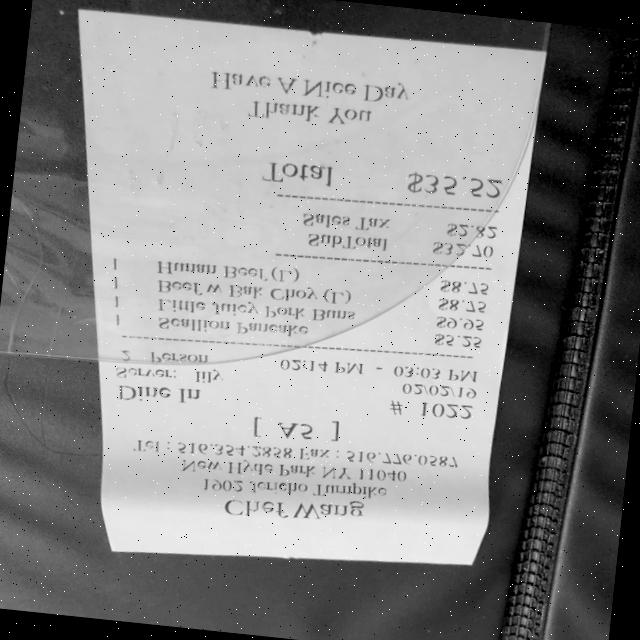 Chef Wang
1902 Jericho Turnpike
New Hyde Park NY 11040
Tel : 516.354.2858 Fax : 516.776.0587
[ A5 ]
Dine In # 1022
Server: lily 02/02/19
2 Person 02:14 PM - 03:03 PM
1 Scallion Pancake $5.25
1 Little Juicy Pork Buns $9.95
1 Beef w Bak Choy (L) $8.75
1 Hunan Beef (L) $8.75
SubTotal $32.70
Sales Tax $2.82
Total $35.52
Thank You
Have A Nice Day